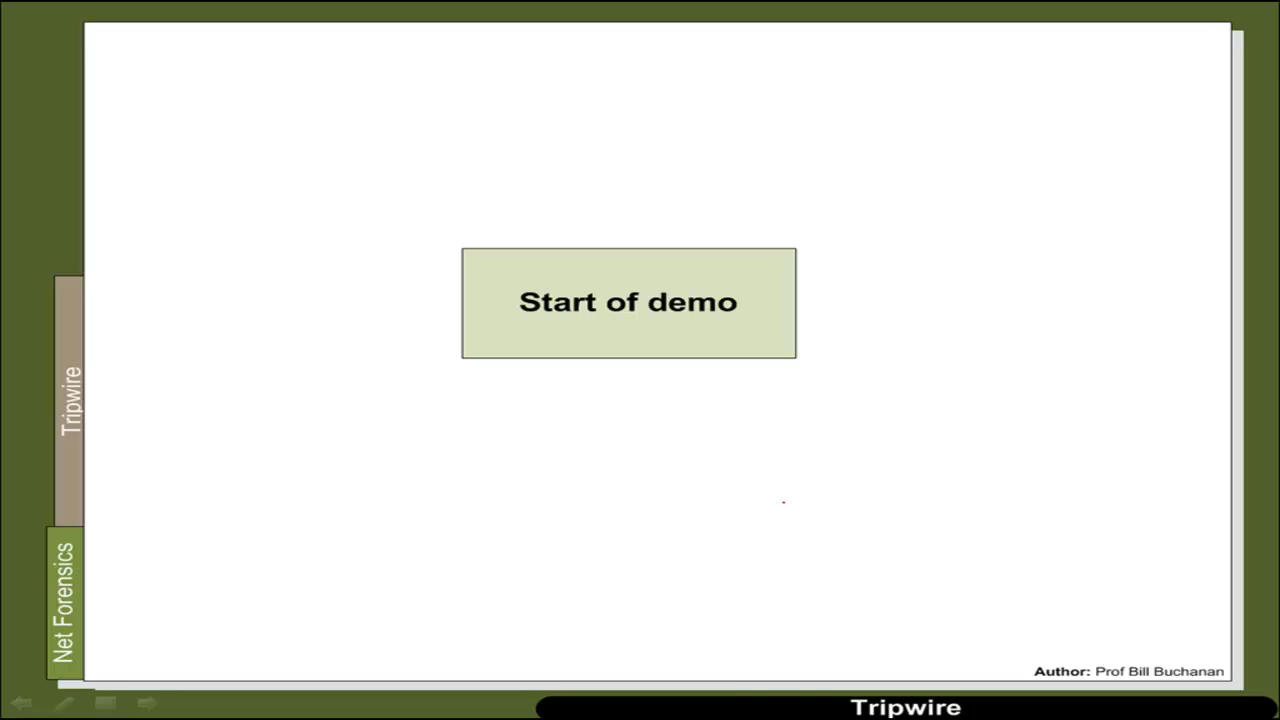 Start of demo
Tripwire
Net Forensics
Author: Prof Bill Buchanan
Tripwire